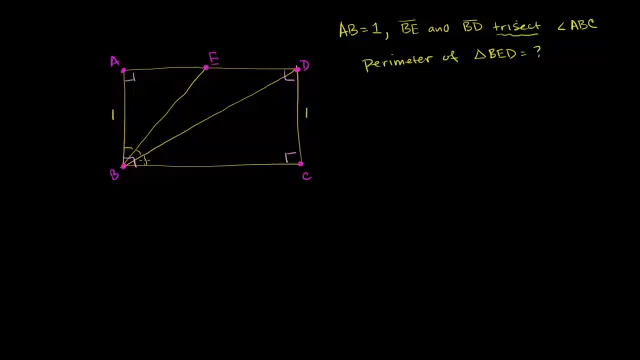 AB=1, BE and BD trisect ∠ABC
Perimeter of △BED=?
A
E
D
1
1
B
C